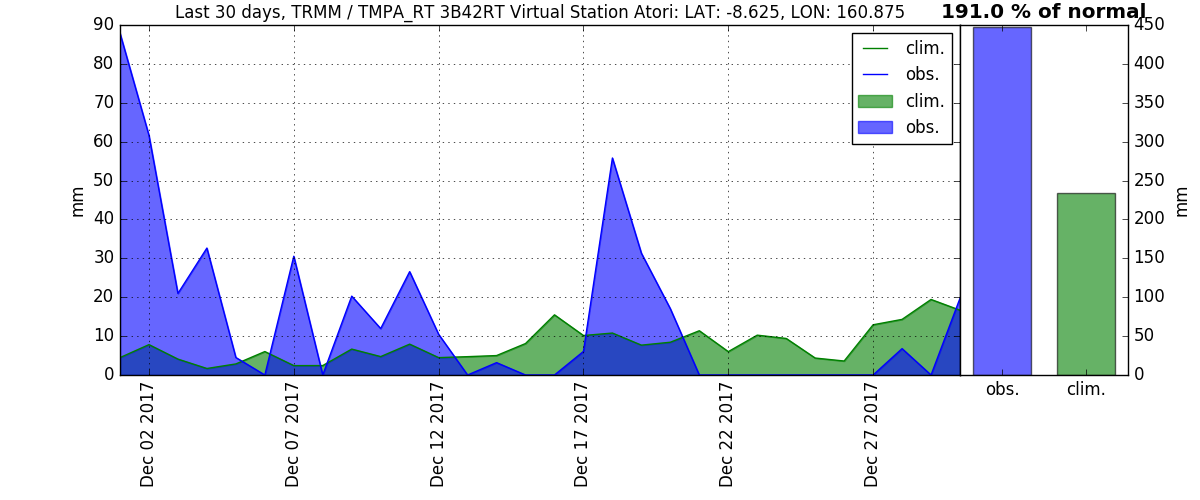 Last 30 days, TRMM / TMPA_RT 3B42RT Virtual Station Atori: LAT: -8.625, LON: 160.875
191.0 % of normal
90
80
70
60
50
40
30
20
10
0
mm
clim.
obs.
clim.
obs.
450
400
350
300
250
200
150
100
50
0
mm
Dec 02 2017
Dec 07 2017
Dec 12 2017
Dec 17 2017
Dec 22 2017
Dec 27 2017
obs.
clim.